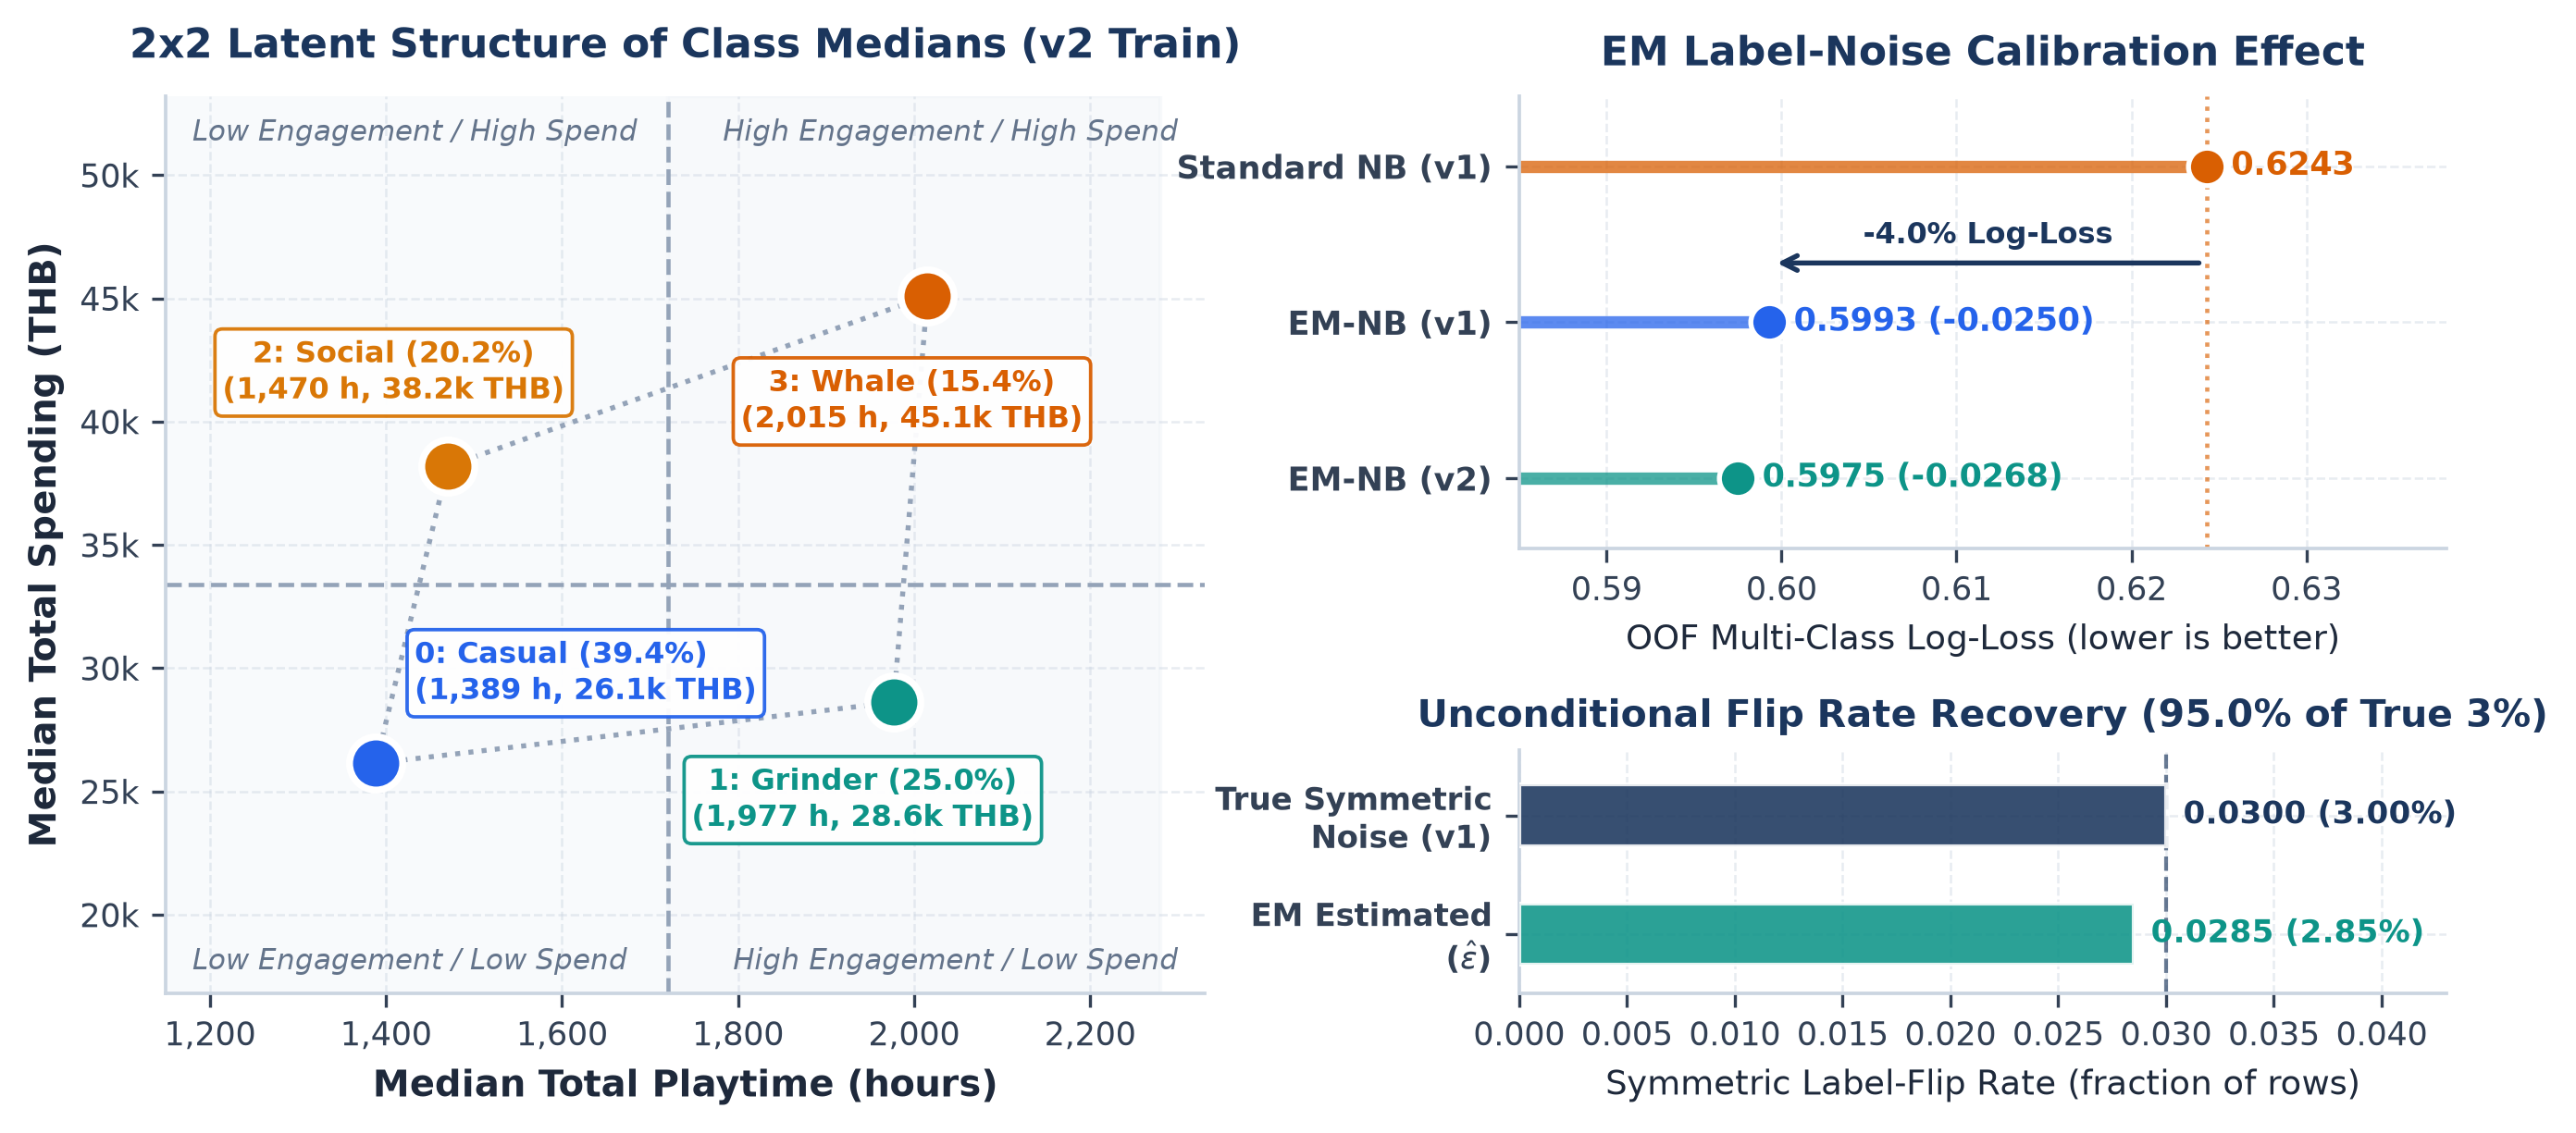 2x2 Latent Structure of Class Medians (v2 Train)
Low Engagement / High Spend
High Engagement / High Spend
50k
45k
40k
35k
30k
25k
20k
Median Total Spending (THB)
2: Social (20.2%)
(1,470 h, 38.2k THB)
3: Whale (15.4%)
(2,015 h, 45.1k THB)
0: Casual (39.4%)
(1,389 h, 26.1k THB)
1: Grinder (25.0%)
(1,977 h, 28.6k THB)
Low Engagement / Low Spend
High Engagement / Low Spend
1,200 1,400 1,600 1,800 2,000 2,200
Median Total Playtime (hours)
EM Label-Noise Calibration Effect
Standard NB (v1)
0.6243
-4.0% Log-Loss
EM-NB (v1)
0.5993 (-0.0250)
EM-NB (v2)
0.5975 (-0.0268)
0.59 0.60 0.61 0.62 0.63
OOF Multi-Class Log-Loss (lower is better)
Unconditional Flip Rate Recovery (95.0% of True 3%)
True Symmetric
Noise (v1)
0.0300 (3.00%)
EM Estimated
(ε̂)
0.0285 (2.85%)
0.000 0.005 0.010 0.015 0.020 0.025 0.030 0.035 0.040
Symmetric Label-Flip Rate (fraction of rows)